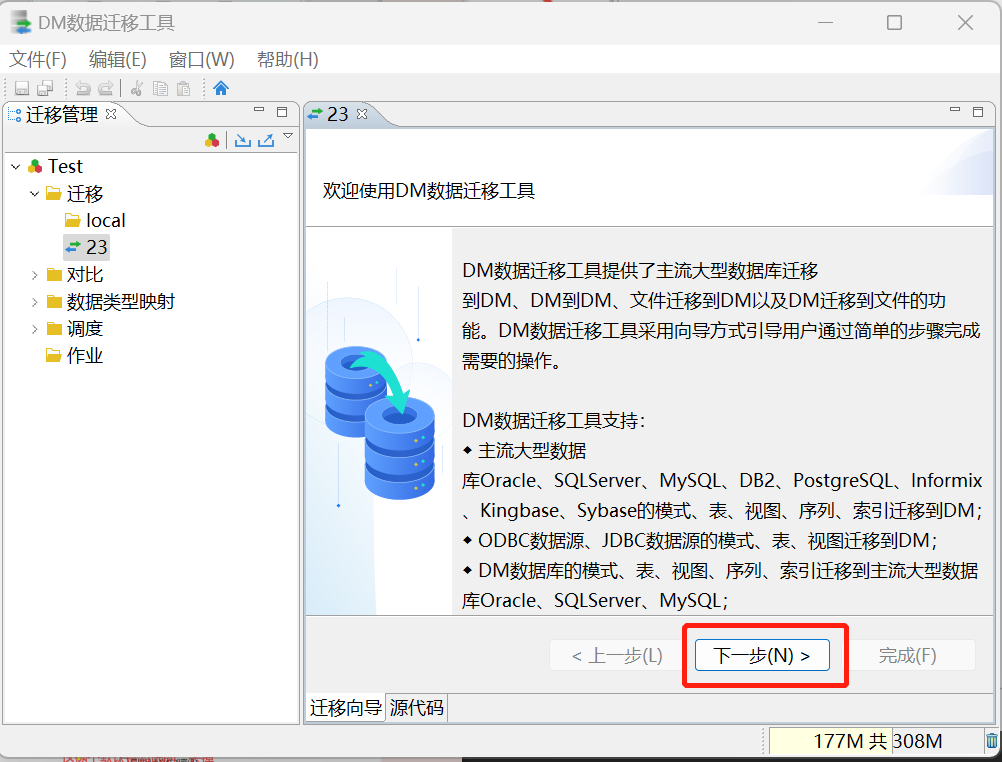 DM数据迁移工具
文件(F) 编辑(E) 窗口(W) 帮助(H)
迁移管理
23
Test
迁移
local
23
对比
数据类型映射
调度
作业
欢迎使用DM数据迁移工具
DM数据迁移工具提供了主流大型数据库迁移
到DM、DM到DM、文件迁移到DM以及DM迁移到文件的功
能。DM数据迁移工具采用向导方式引导用户通过简单的步骤完成
需要的操作。
DM数据迁移工具支持：
◆ 主流大型数据
库Oracle、SQLServer、MySQL、DB2、PostgreSQL、Informix
、Kingbase、Sybase的模式、表、视图、序列、索引迁移到DM；
◆ ODBC数据源、JDBC数据源的模式、表、视图迁移到DM；
◆ DM数据库的模式、表、视图、序列、索引迁移到主流大型数据
库Oracle、SQLServer、MySQL；
< 上一步(L) 下一步(N) > 完成(F)
迁移向导 源代码
177M 共 308M